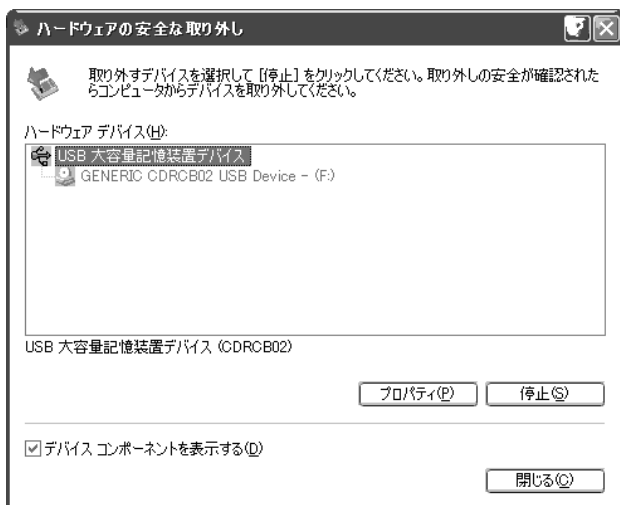 ハードウェアの安全な取り外し
取り外すデバイスを選択して [停止] をクリックしてください。取り外しの安全が確認された
らコンピュータからデバイスを取り外してください。
ハードウェア デバイス(H):
USB 大容量記憶装置デバイス
GENERIC CDRCB02 USB Device - (F:)
USB 大容量記憶装置デバイス (CDRCB02)
プロパティ(P) 停止(S)
デバイス コンポーネントを表示する(D)
閉じる(C)